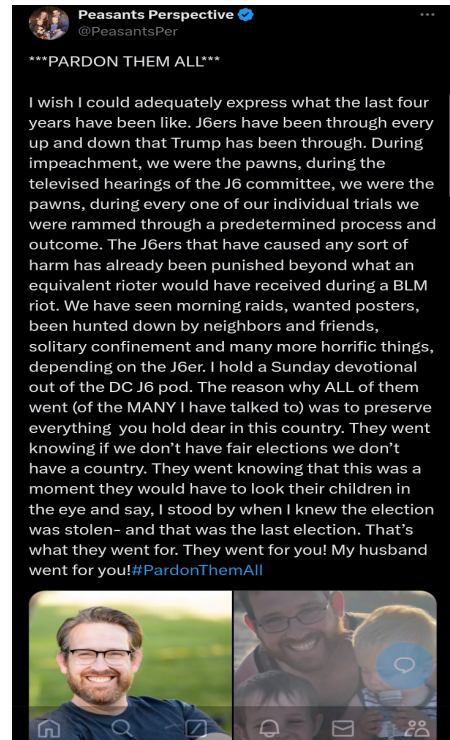 Peasants Perspective
@PeasantsPer
***PARDON THEM ALL***
I wish I could adequately express what the last four
years have been like. J6ers have been through every
up and down that Trump has been through. During
impeachment, we were the pawns, during the
televised hearings of the J6 committee, we were the
pawns, during every one of our individual trials we
were rammed through a predetermined process and
outcome. The J6ers that have caused any sort of
harm has already been punished beyond what an
equivalent rioter would have received during a BLM
riot. We have seen morning raids, wanted posters,
been hunted down by neighbors and friends,
solitary confinement and many more horrific things,
depending on the J6er. I hold a Sunday devotional
out of the DC J6 pod. The reason why ALL of them
went (of the MANY I have talked to) was to preserve
everything  you hold dear in this country. They went
knowing if we don’t have fair elections we don’t
have a country. They went knowing that this was a
moment they would have to look their children in
the eye and say, I stood by when I knew the election
was stolen- and that was the last election. That’s
what they went for. They went for you! My husband
went for you!#PardonThemAll